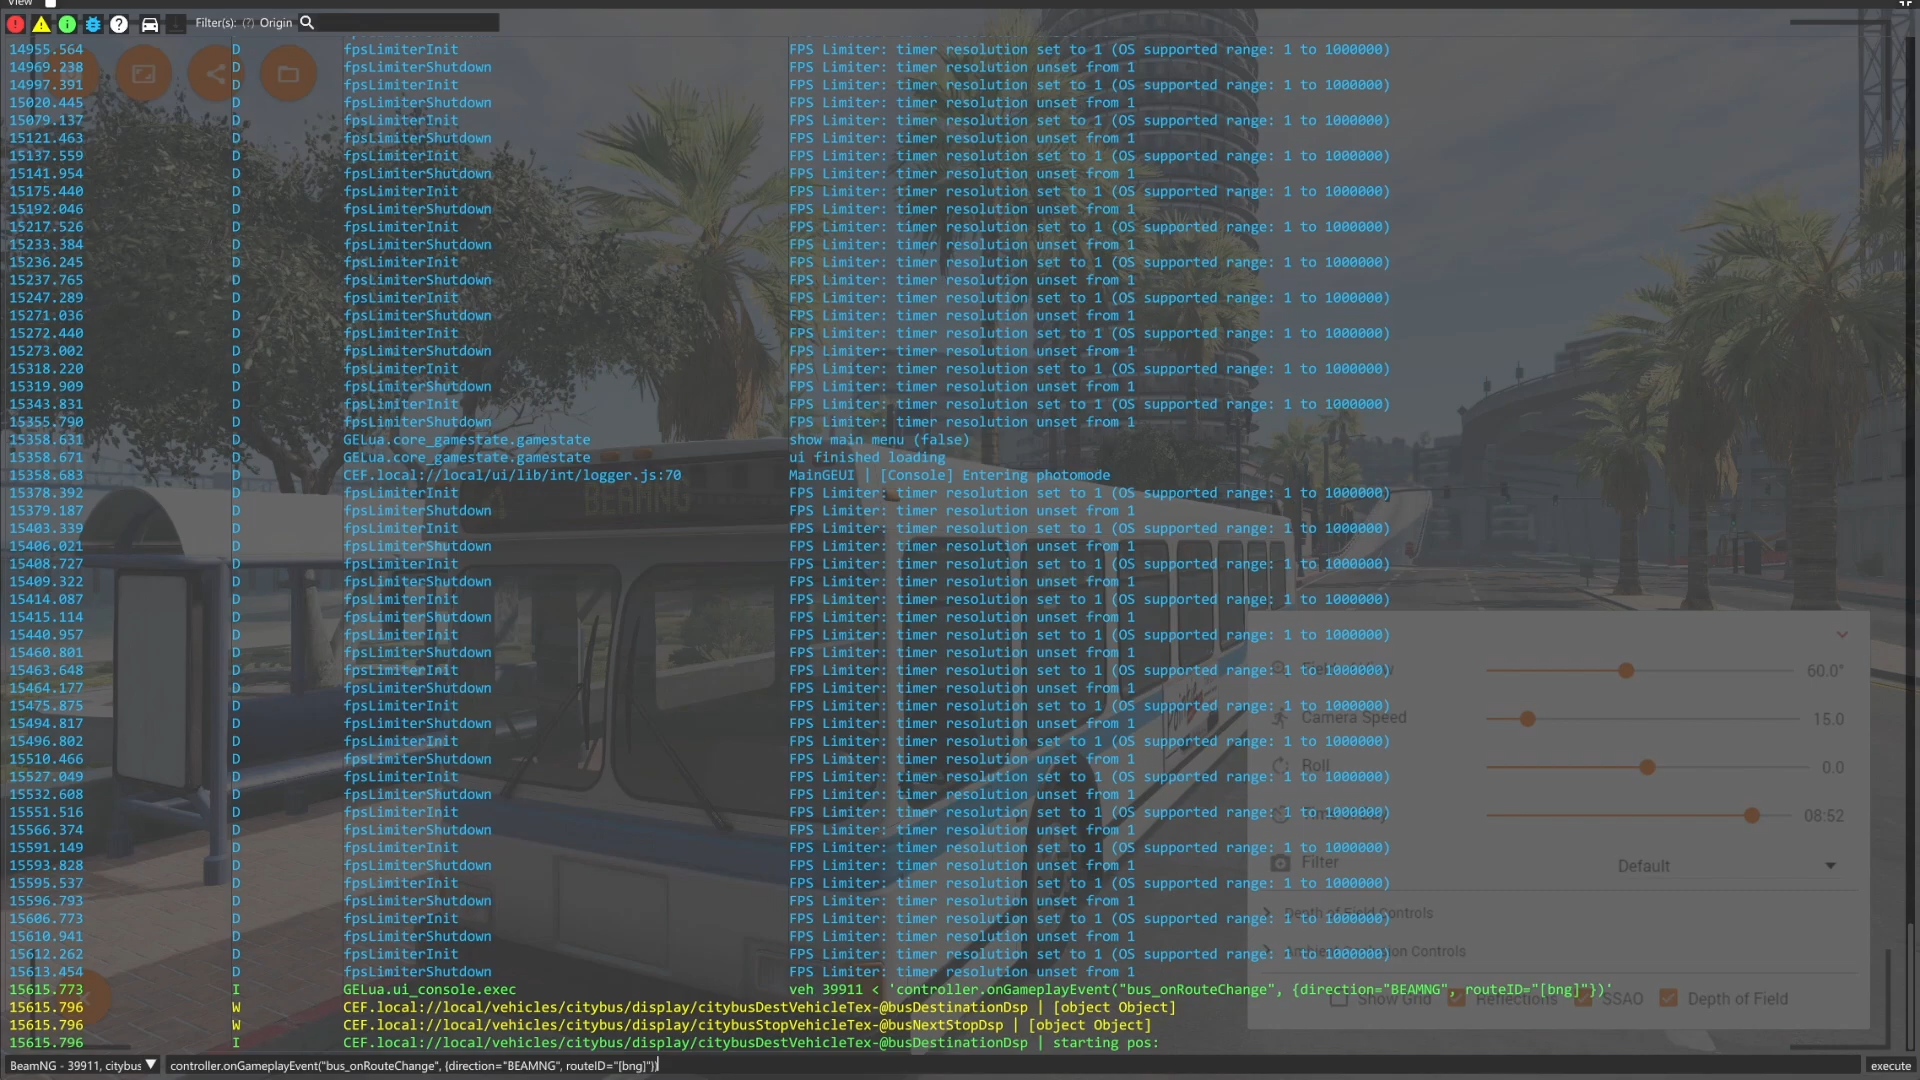 View
Filter(s): (?) Origin
14955.564 D fpsLimiterInit FPS Limiter: timer resolution set to 1 (OS supported range: 1 to 1000000)
14969.238 D fpsLimiterShutdown FPS Limiter: timer resolution unset from 1
14997.391 D fpsLimiterInit FPS Limiter: timer resolution set to 1 (OS supported range: 1 to 1000000)
15020.445 D fpsLimiterShutdown FPS Limiter: timer resolution unset from 1
15079.137 D fpsLimiterInit FPS Limiter: timer resolution set to 1 (OS supported range: 1 to 1000000)
15121.463 D fpsLimiterShutdown FPS Limiter: timer resolution unset from 1
15137.559 D fpsLimiterInit FPS Limiter: timer resolution set to 1 (OS supported range: 1 to 1000000)
15141.954 D fpsLimiterShutdown FPS Limiter: timer resolution unset from 1
15175.440 D fpsLimiterInit FPS Limiter: timer resolution set to 1 (OS supported range: 1 to 1000000)
15192.046 D fpsLimiterShutdown FPS Limiter: timer resolution unset from 1
15217.526 D fpsLimiterInit FPS Limiter: timer resolution set to 1 (OS supported range: 1 to 1000000)
15233.384 D fpsLimiterShutdown FPS Limiter: timer resolution unset from 1
15236.245 D fpsLimiterInit FPS Limiter: timer resolution set to 1 (OS supported range: 1 to 1000000)
15237.765 D fpsLimiterShutdown FPS Limiter: timer resolution unset from 1
15247.289 D fpsLimiterInit FPS Limiter: timer resolution set to 1 (OS supported range: 1 to 1000000)
15271.036 D fpsLimiterShutdown FPS Limiter: timer resolution unset from 1
15272.440 D fpsLimiterInit FPS Limiter: timer resolution set to 1 (OS supported range: 1 to 1000000)
15273.002 D fpsLimiterShutdown FPS Limiter: timer resolution unset from 1
15318.220 D fpsLimiterInit FPS Limiter: timer resolution set to 1 (OS supported range: 1 to 1000000)
15319.909 D fpsLimiterShutdown FPS Limiter: timer resolution unset from 1
15343.831 D fpsLimiterInit FPS Limiter: timer resolution set to 1 (OS supported range: 1 to 1000000)
15355.790 D fpsLimiterShutdown FPS Limiter: timer resolution unset from 1
15358.631 D GELua.core_gamestate.gamestate show main menu (false)
15358.671 D GELua.core_gamestate.gamestate ui finished loading
15358.683 D CEF.local://local/ui/lib/int/logger.js:70 MainGEUI | [Console] Entering photomode
15378.392 D fpsLimiterInit FPS Limiter: timer resolution set to 1 (OS supported range: 1 to 1000000)
15379.187 D fpsLimiterShutdown FPS Limiter: timer resolution unset from 1
15403.339 D fpsLimiterInit FPS Limiter: timer resolution set to 1 (OS supported range: 1 to 1000000)
15406.021 D fpsLimiterShutdown FPS Limiter: timer resolution unset from 1
15408.727 D fpsLimiterInit FPS Limiter: timer resolution set to 1 (OS supported range: 1 to 1000000)
15409.322 D fpsLimiterShutdown FPS Limiter: timer resolution unset from 1
15414.087 D fpsLimiterInit FPS Limiter: timer resolution set to 1 (OS supported range: 1 to 1000000)
15415.114 D fpsLimiterShutdown FPS Limiter: timer resolution unset from 1
15440.957 D fpsLimiterInit FPS Limiter: timer resolution set to 1 (OS supported range: 1 to 1000000)
15460.801 D fpsLimiterShutdown FPS Limiter: timer resolution unset from 1
15463.648 D fpsLimiterInit FPS Limiter: timer resolution set to 1 (OS supported range: 1 to 1000000)
15464.177 D fpsLimiterShutdown FPS Limiter: timer resolution unset from 1
15475.875 D fpsLimiterInit FPS Limiter: timer resolution set to 1 (OS supported range: 1 to 1000000)
15494.817 D fpsLimiterShutdown FPS Limiter: timer resolution unset from 1
15496.802 D fpsLimiterInit FPS Limiter: timer resolution set to 1 (OS supported range: 1 to 1000000)
15510.466 D fpsLimiterShutdown FPS Limiter: timer resolution unset from 1
15527.049 D fpsLimiterInit FPS Limiter: timer resolution set to 1 (OS supported range: 1 to 1000000)
15532.608 D fpsLimiterShutdown FPS Limiter: timer resolution unset from 1
15551.516 D fpsLimiterInit FPS Limiter: timer resolution set to 1 (OS supported range: 1 to 1000000)
15566.374 D fpsLimiterShutdown FPS Limiter: timer resolution unset from 1
15591.149 D fpsLimiterInit FPS Limiter: timer resolution set to 1 (OS supported range: 1 to 1000000)
15593.828 D fpsLimiterShutdown FPS Limiter: timer resolution unset from 1
15595.537 D fpsLimiterInit FPS Limiter: timer resolution set to 1 (OS supported range: 1 to 1000000)
15596.793 D fpsLimiterShutdown FPS Limiter: timer resolution unset from 1
15606.773 D fpsLimiterInit FPS Limiter: timer resolution set to 1 (OS supported range: 1 to 1000000)
15610.941 D fpsLimiterShutdown FPS Limiter: timer resolution unset from 1
15612.262 D fpsLimiterInit FPS Limiter: timer resolution set to 1 (OS supported range: 1 to 1000000)
15613.454 D fpsLimiterShutdown FPS Limiter: timer resolution unset from 1
15615.773 I GELua.ui_console.exec veh 39911 < 'controller.onGameplayEvent("bus_onRouteChange", {direction="BEAMNG", routeID="[bng]"})'
15615.796 W CEF.local://local/vehicles/citybus/display/citybusDestVehicleTex-@busDestinationDsp | [object Object]
15615.796 W CEF.local://local/vehicles/citybus/display/citybusStopVehicleTex-@busNextStopDsp | [object Object]
15615.796 I CEF.local://local/vehicles/citybus/display/citybusDestVehicleTex-@busDestinationDsp | starting pos:
BeamNG - 39911, citybus
controller.onGameplayEvent("bus_onRouteChange", {direction="BEAMNG", routeID="[bng]"})
execute
BEAMNG
60.0°
Camera Speed 15.0
Roll 0.0
08:52
Filter Default
Depth of Field Controls
Controls
Show Grid Reflections SSAO Depth of Field